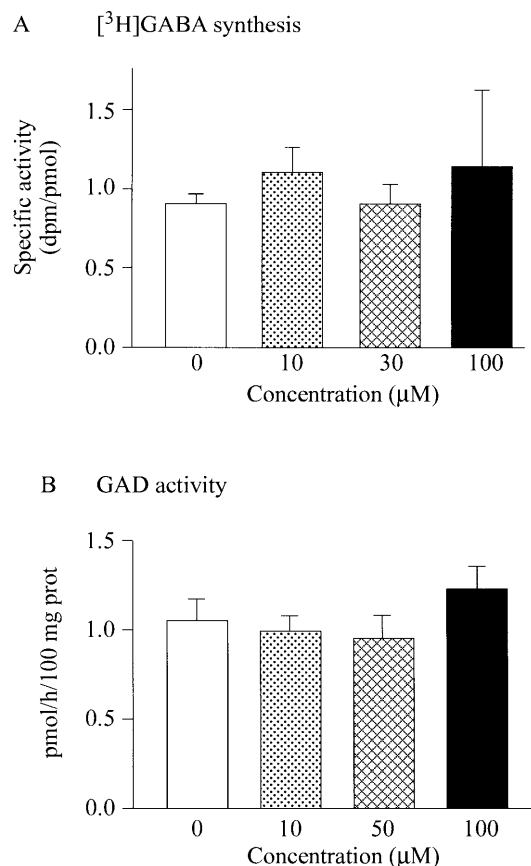 A [³H]GABA synthesis
Specific activity
(dpm/pmol)
1.5
1.0
0.5
0.0
0 10 30 100
Concentration (µM)
B GAD activity
pmol/h/100 mg prot
1.5
1.0
0.5
0.0
0 10 50 100
Concentration (µM)